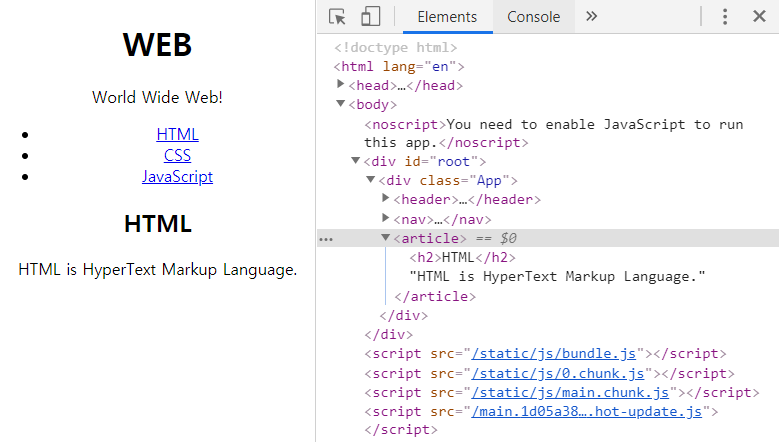 WEB
World Wide Web!
HTML
CSS
JavaScript
HTML
HTML is HyperText Markup Language.
Elements Console »
<!doctype html>
<html lang="en">
<head>…</head>
<body>
<noscript>You need to enable JavaScript to run
this app.</noscript>
<div id="root">
<div class="App">
<header>…</header>
<nav>…</nav>
… <article> == $0
<h2>HTML</h2>
"HTML is HyperText Markup Language."
</article>
</div>
</div>
<script src="/static/js/bundle.js"></script>
<script src="/static/js/0.chunk.js"></script>
<script src="/static/js/main.chunk.js"></script>
<script src="/main.1d05a38….hot-update.js">
</script>